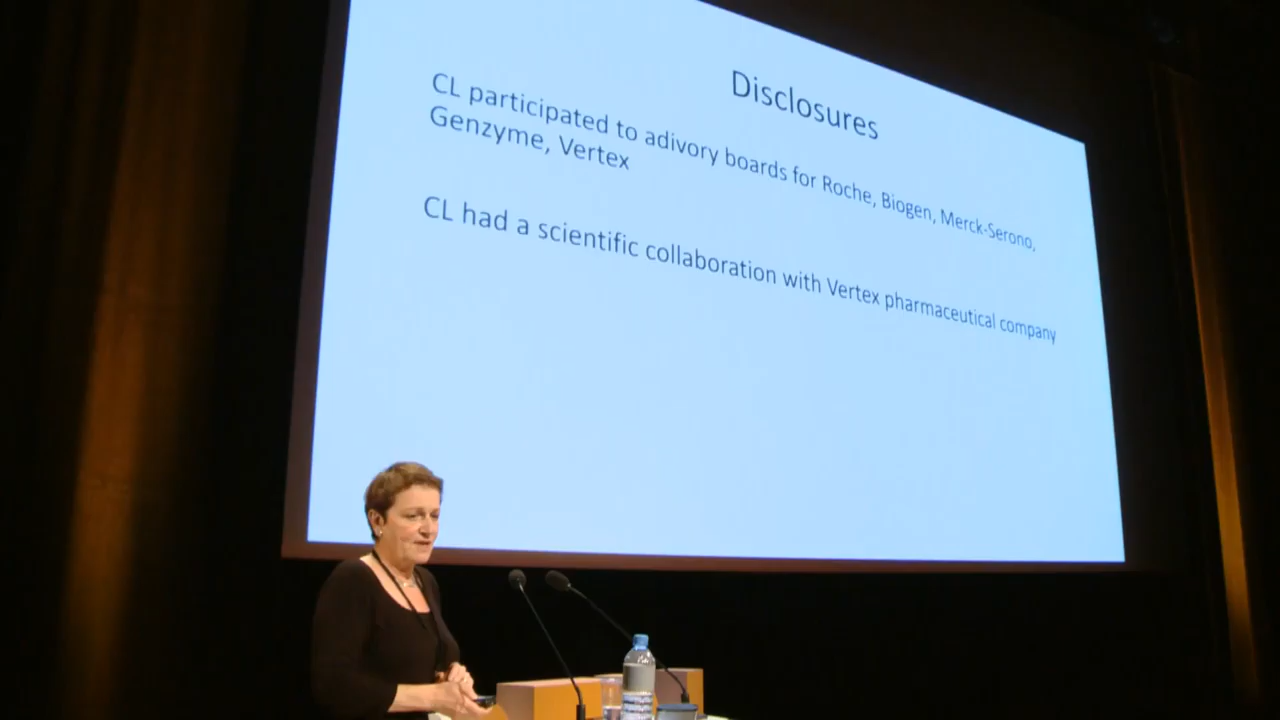 Disclosures
CL participated to adivory boards for Roche, Biogen, Merck-Serono,
Genzyme, Vertex
CL had a scientific collaboration with Vertex pharmaceutical company